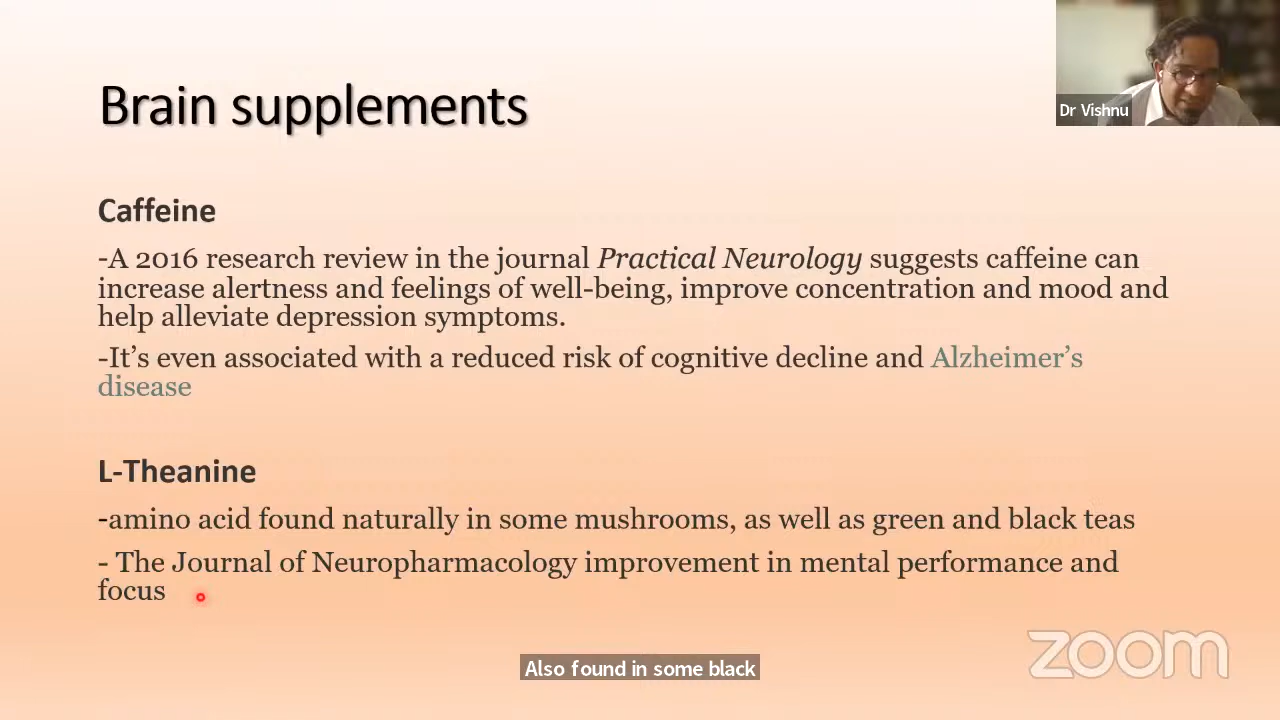 Brain supplements
Dr Vishnu
Caffeine
-A 2016 research review in the journal Practical Neurology suggests caffeine can
increase alertness and feelings of well-being, improve concentration and mood and
help alleviate depression symptoms.
-It’s even associated with a reduced risk of cognitive decline and Alzheimer’s
disease
L-Theanine
-amino acid found naturally in some mushrooms, as well as green and black teas
- The Journal of Neuropharmacology improvement in mental performance and
focus
Also found in some black
zoom